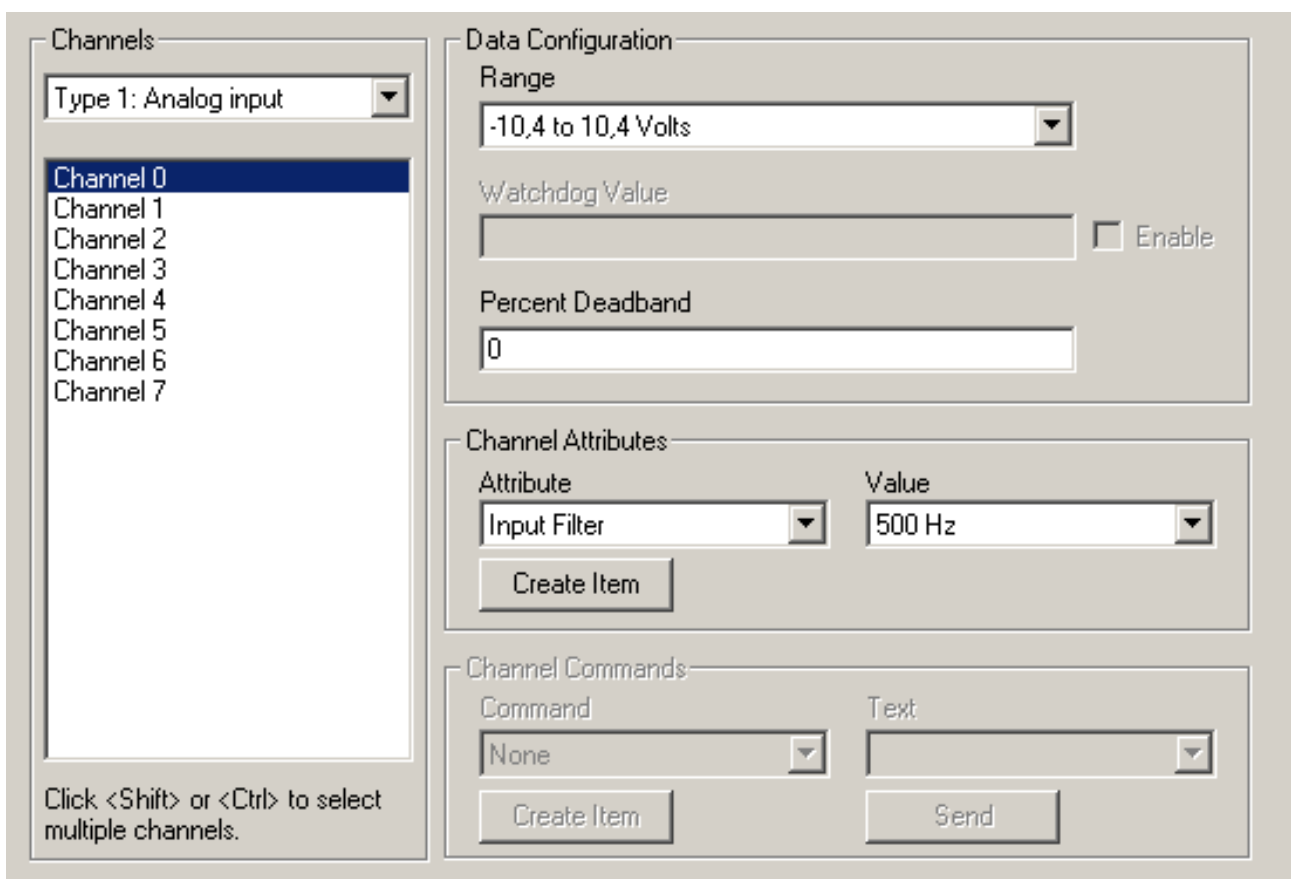 Channels
Type 1: Analog input
Channel 0
Channel 1
Channel 2
Channel 3
Channel 4
Channel 5
Channel 6
Channel 7
Click <Shift> or <Ctrl> to select
multiple channels.
Data Configuration
Range
-10,4 to 10,4 Volts
Watchdog Value
Enable
Percent Deadband
0
Channel Attributes
Attribute
Value
Input Filter
500 Hz
Create Item
Channel Commands
Command
Text
None
Create Item
Send